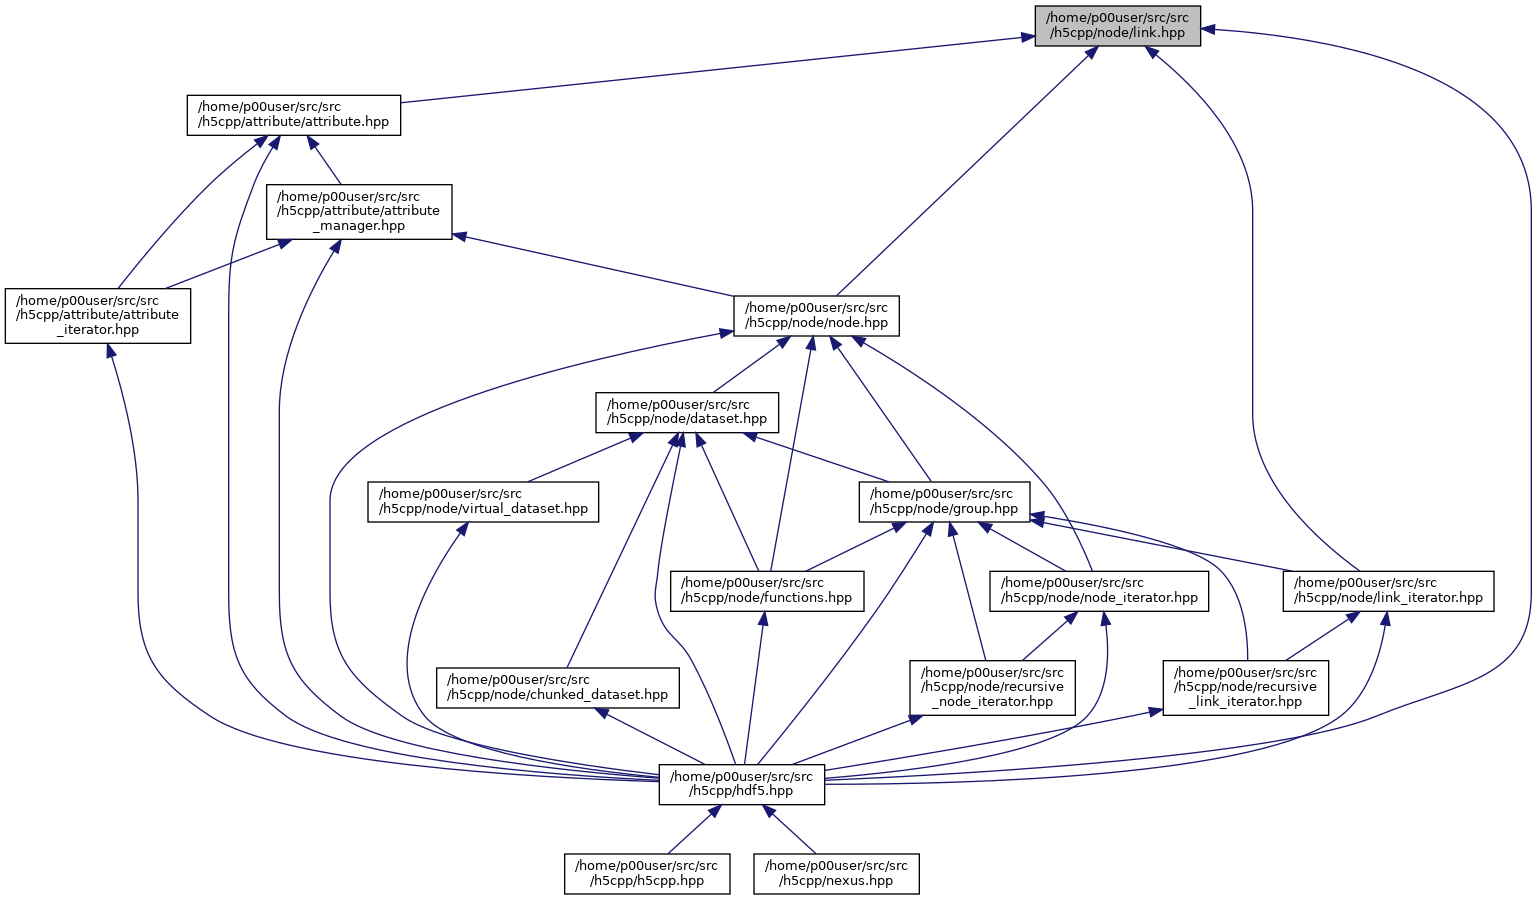 /home/p00user/src/src
/h5cpp/node/link.hpp
/home/p00user/src/src
/h5cpp/attribute/attribute.hpp
/home/p00user/src/src
/h5cpp/attribute/attribute
_manager.hpp
/home/p00user/src/src
/h5cpp/attribute/attribute
_iterator.hpp
/home/p00user/src/src
/h5cpp/node/node.hpp
/home/p00user/src/src
/h5cpp/node/dataset.hpp
/home/p00user/src/src
/h5cpp/node/virtual_dataset.hpp
/home/p00user/src/src
/h5cpp/node/group.hpp
/home/p00user/src/src
/h5cpp/node/functions.hpp
/home/p00user/src/src
/h5cpp/node/node_iterator.hpp
/home/p00user/src/src
/h5cpp/node/link_iterator.hpp
/home/p00user/src/src
/h5cpp/node/chunked_dataset.hpp
/home/p00user/src/src
/h5cpp/node/recursive
_node_iterator.hpp
/home/p00user/src/src
/h5cpp/node/recursive
_link_iterator.hpp
/home/p00user/src/src
/h5cpp/hdf5.hpp
/home/p00user/src/src
/h5cpp/h5cpp.hpp
/home/p00user/src/src
/h5cpp/nexus.hpp